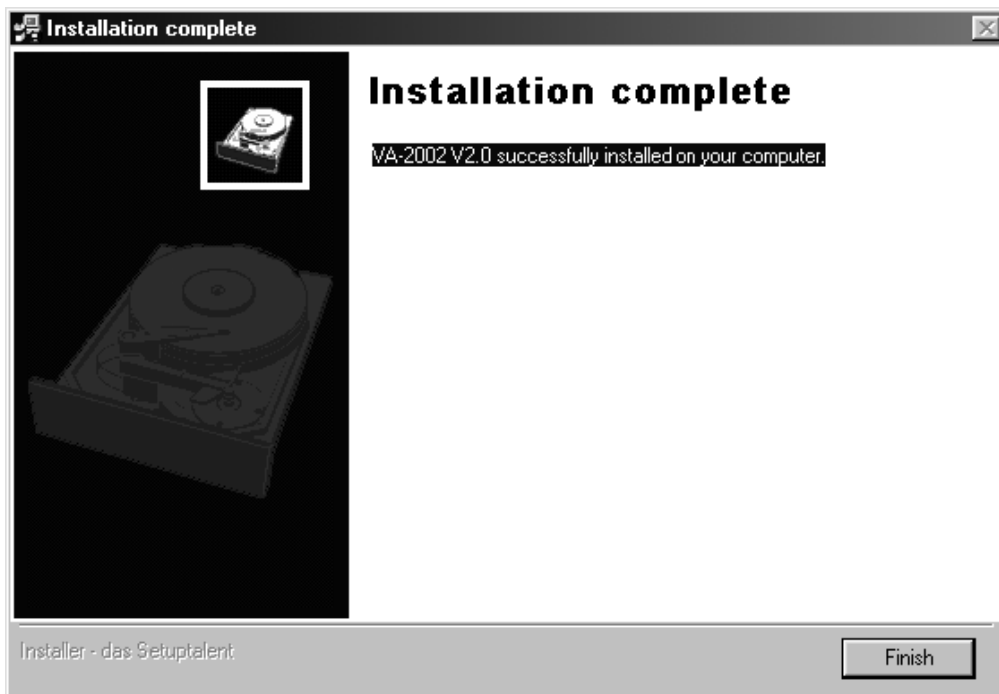 Installation complete
Installation complete
VA-2002 V2.0 successfully installed on your computer.
Installer - das Setuptalent
Finish